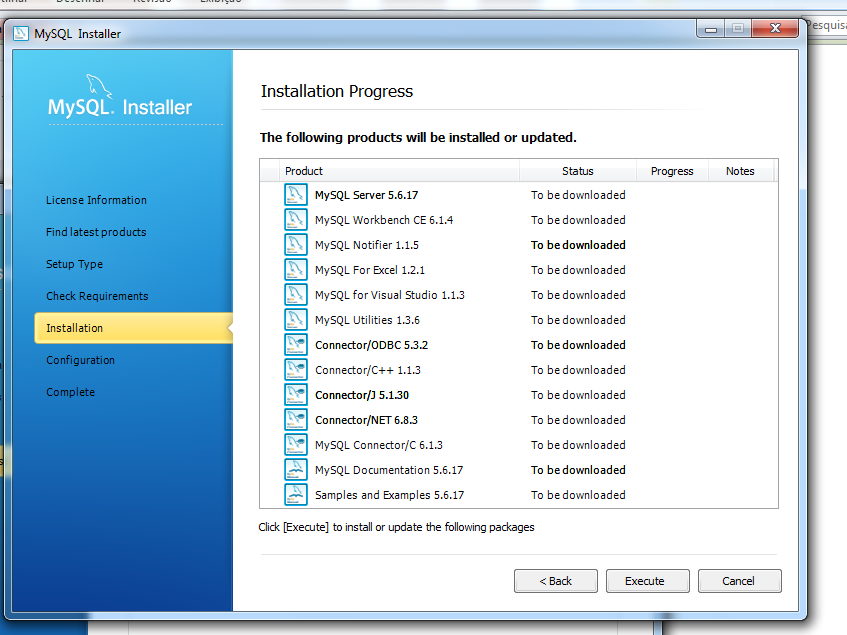 Desenhar Revisão Exibição
MySQL Installer
Pesquisa
MySQL. Installer
License Information
Find latest products
Setup Type
Check Requirements
Installation
Configuration
Complete
Installation Progress
The following products will be installed or updated.
Product Status Progress Notes
MySQL Server 5.6.17 To be downloaded
MySQL Workbench CE 6.1.4 To be downloaded
MySQL Notifier 1.1.5 To be downloaded
MySQL For Excel 1.2.1 To be downloaded
MySQL for Visual Studio 1.1.3 To be downloaded
MySQL Utilities 1.3.6 To be downloaded
Connector/ODBC 5.3.2 To be downloaded
Connector/C++ 1.1.3 To be downloaded
Connector/J 5.1.30 To be downloaded
Connector/NET 6.8.3 To be downloaded
MySQL Connector/C 6.1.3 To be downloaded
MySQL Documentation 5.6.17 To be downloaded
Samples and Examples 5.6.17 To be downloaded
Click [Execute] to install or update the following packages
< Back Execute Cancel